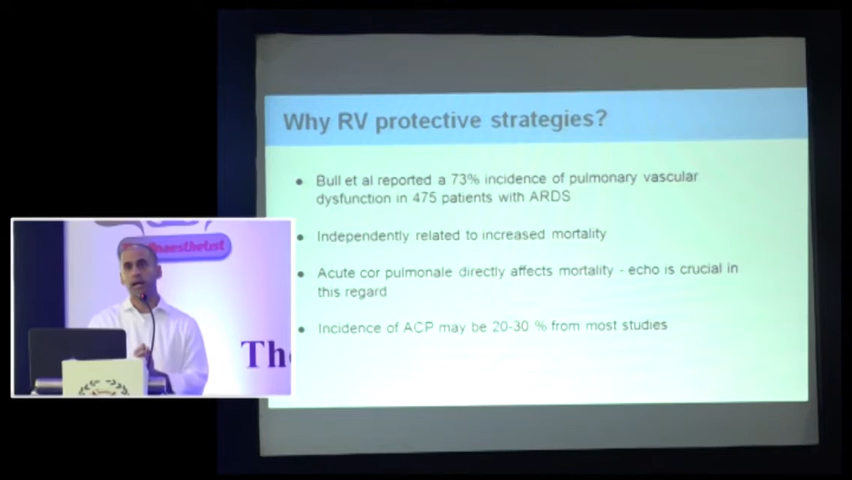 Why RV protective strategies?
Bull et al reported a 73% incidence of pulmonary vascular
dysfunction in 475 patients with ARDS
Independently related to increased mortality
Acute cor pulmonale directly affects mortality - echo is crucial in
this regard
Incidence of ACP may be 20-30 % from most studies
The